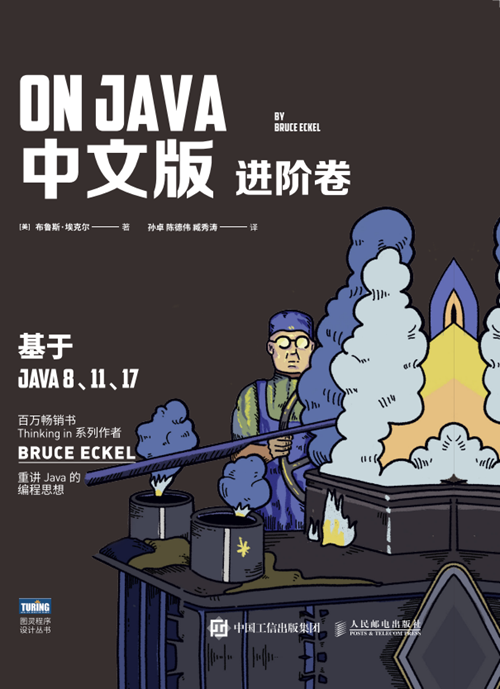 ON JAVA
BY
BRUCE ECKEL
中文版 进阶卷
[美] 布鲁斯·埃克尔 —— 著 孙卓 陈德伟 臧秀涛 —— 译
基于
JAVA 8、11、17
百万畅销书
Thinking in 系列作者
BRUCE ECKEL
重讲 Java 的
编程思想
TURING
图灵程序
设计丛书
中国工信出版集团
人民邮电出版社
POSTS & TELECOM PRESS